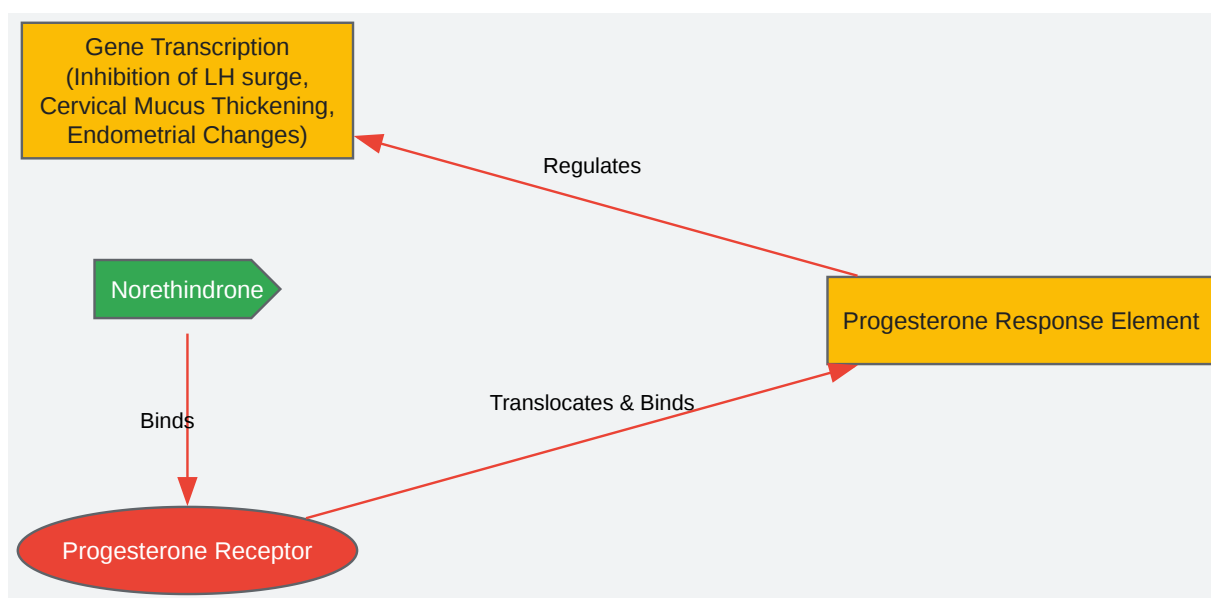 Gene Transcription
(Inhibition of LH surge,
Cervical Mucus Thickening,
Endometrial Changes)
Regulates
Norethindrone
Progesterone Response Element
Translocates & Binds
Binds
Progesterone Receptor